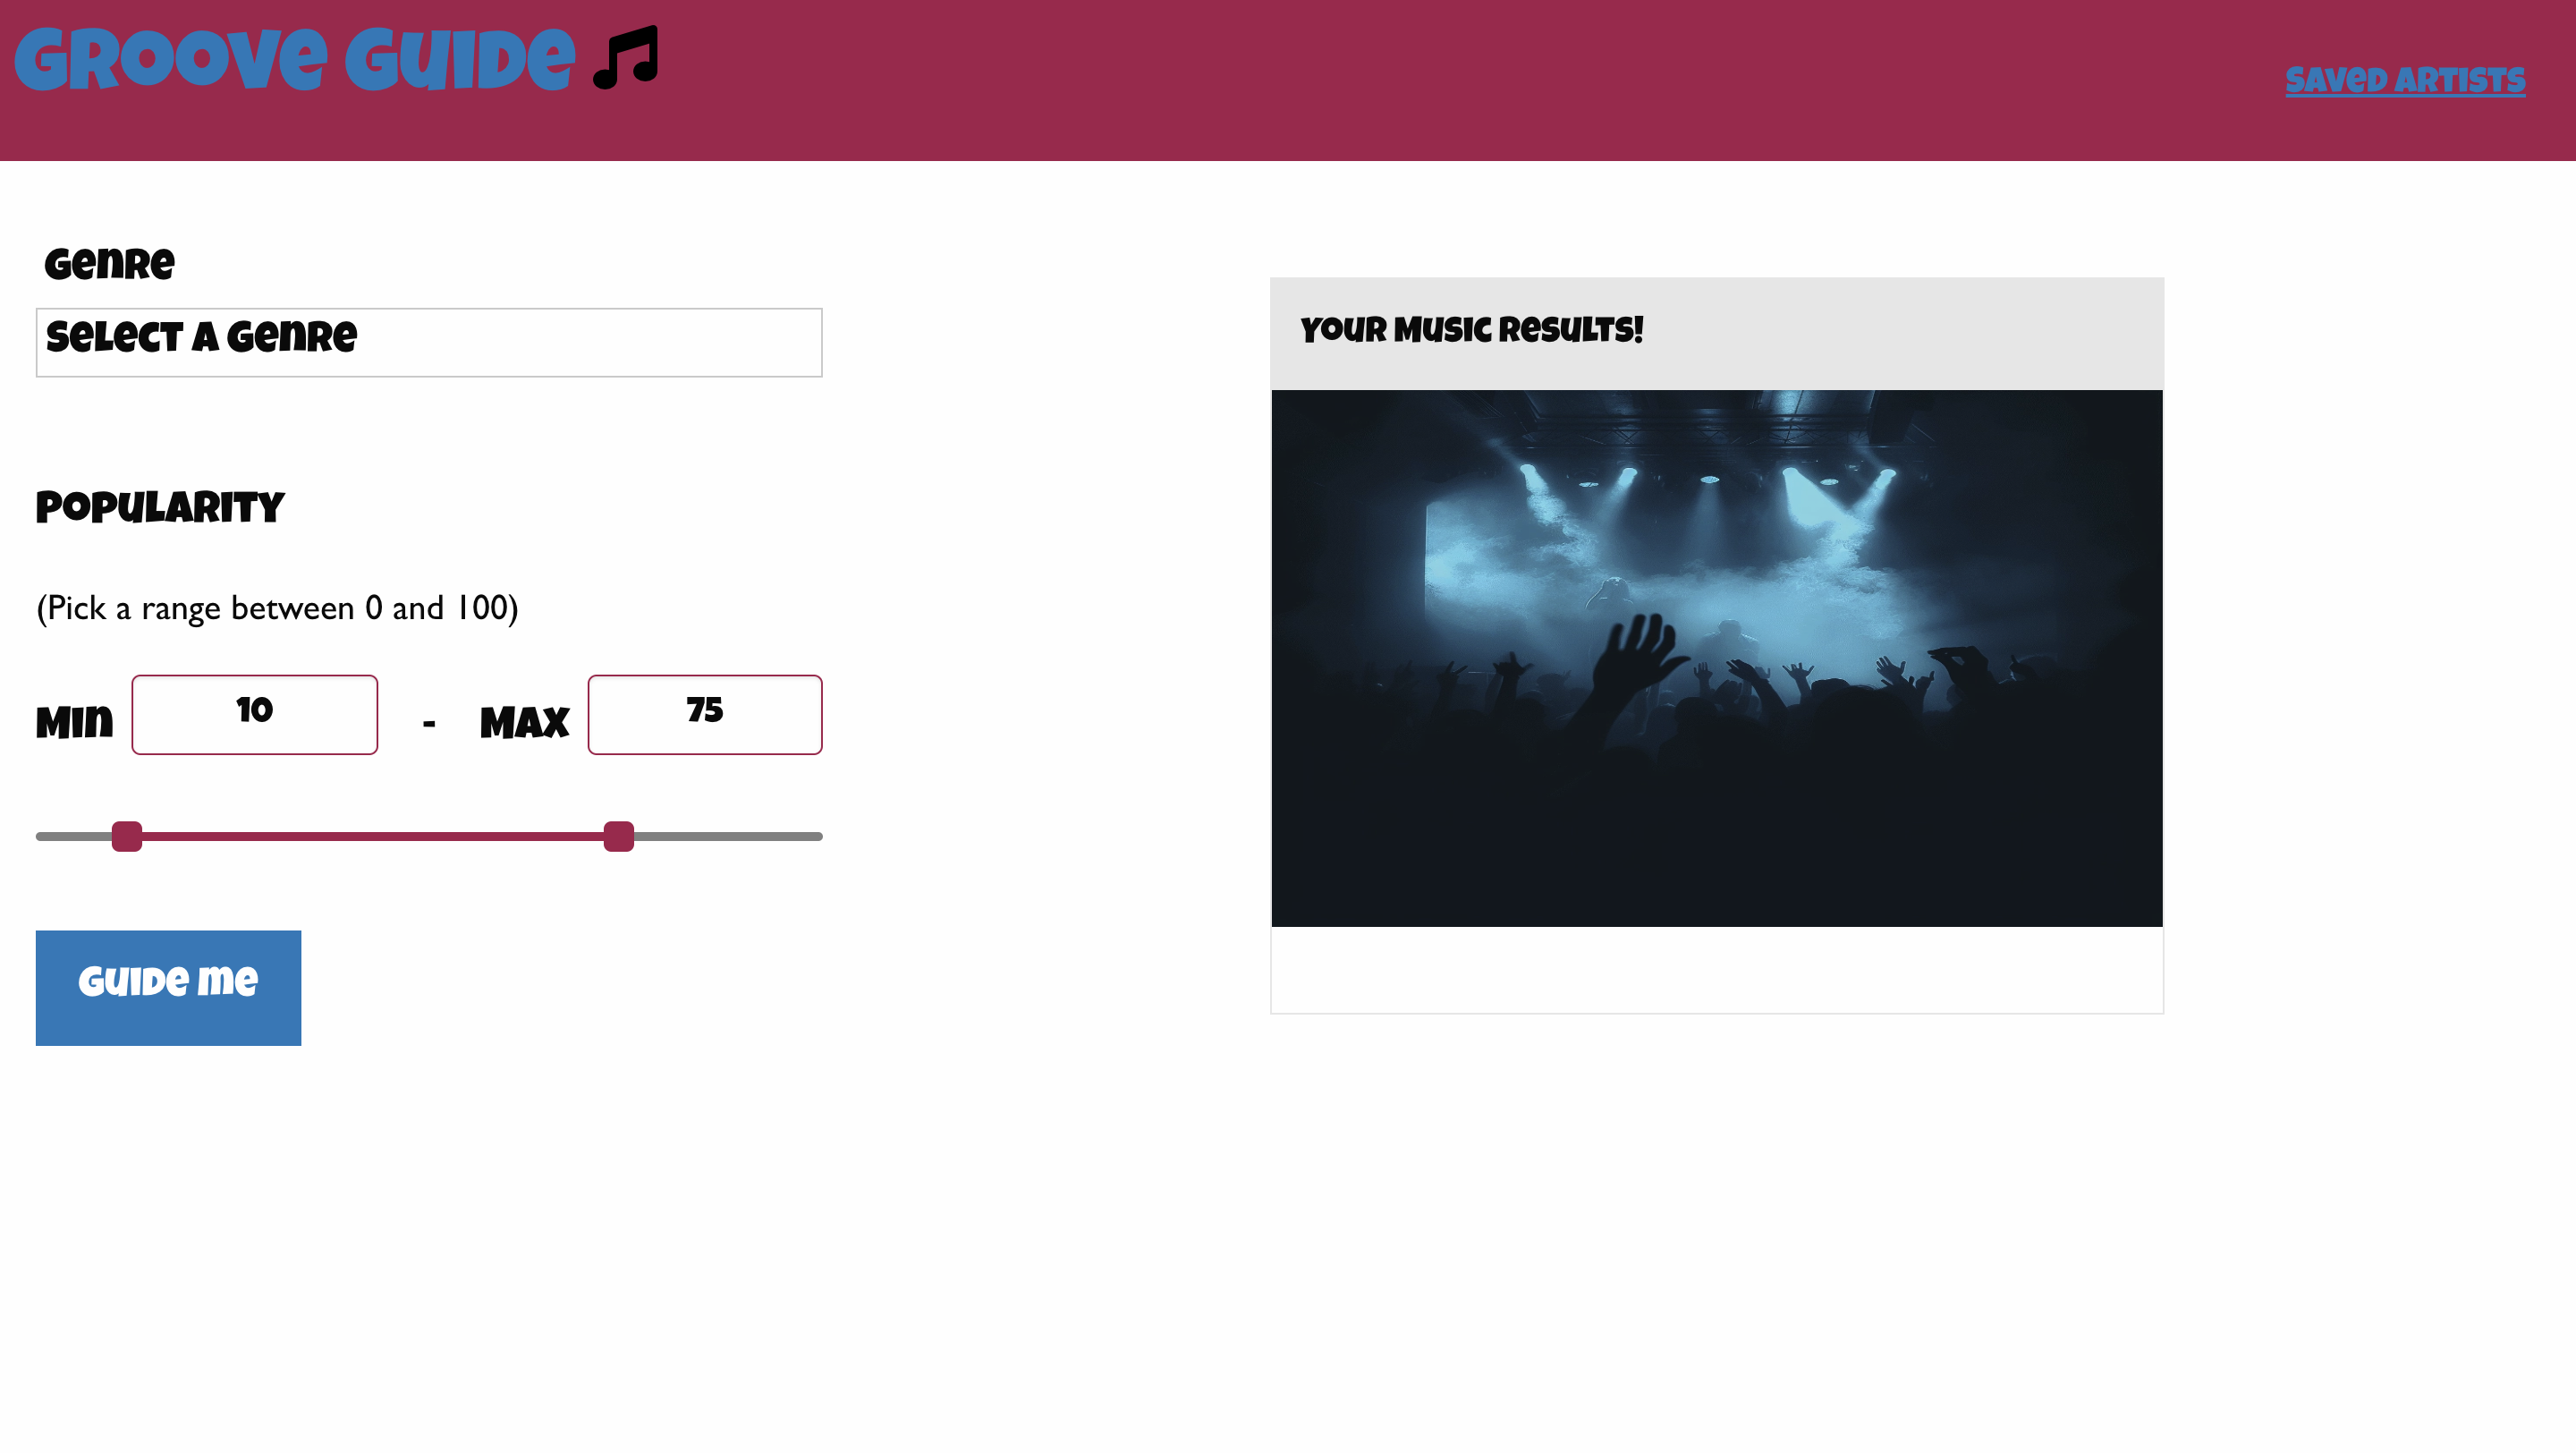 Groove Guide
Saved Artists
Genre
Select a Genre
Popularity
(Pick a range between 0 and 100)
Min 10 - Max 75
Guide Me
Your Music Results!